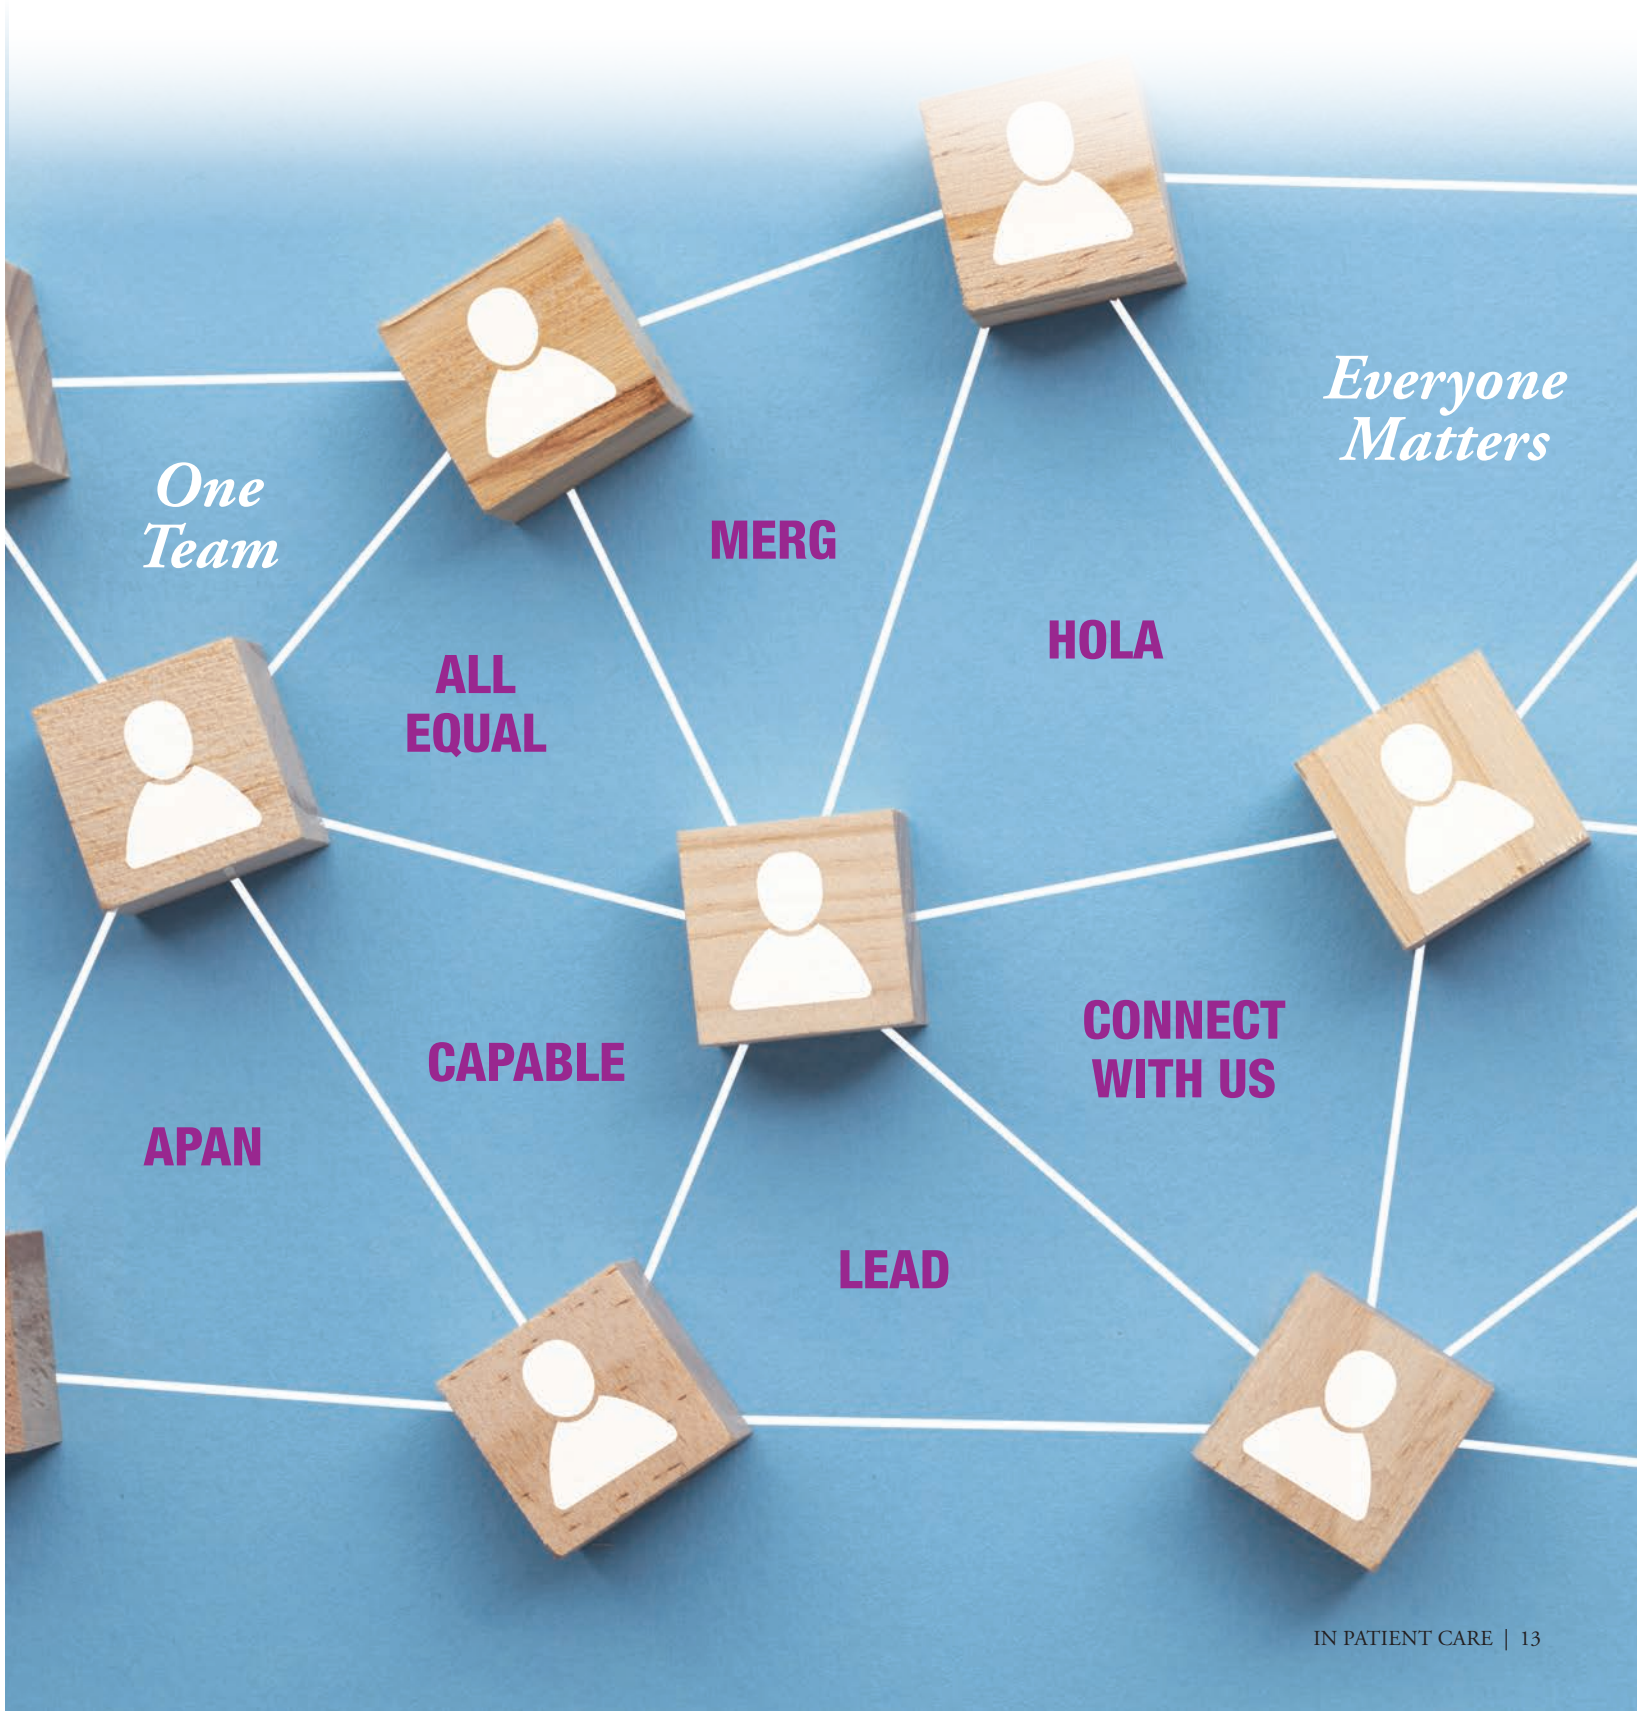 Everyone
Matters
One
Team
MERG
HOLA
ALL
EQUAL
CONNECT
WITH US
CAPABLE
APAN
LEAD
IN PATIENT CARE | 13